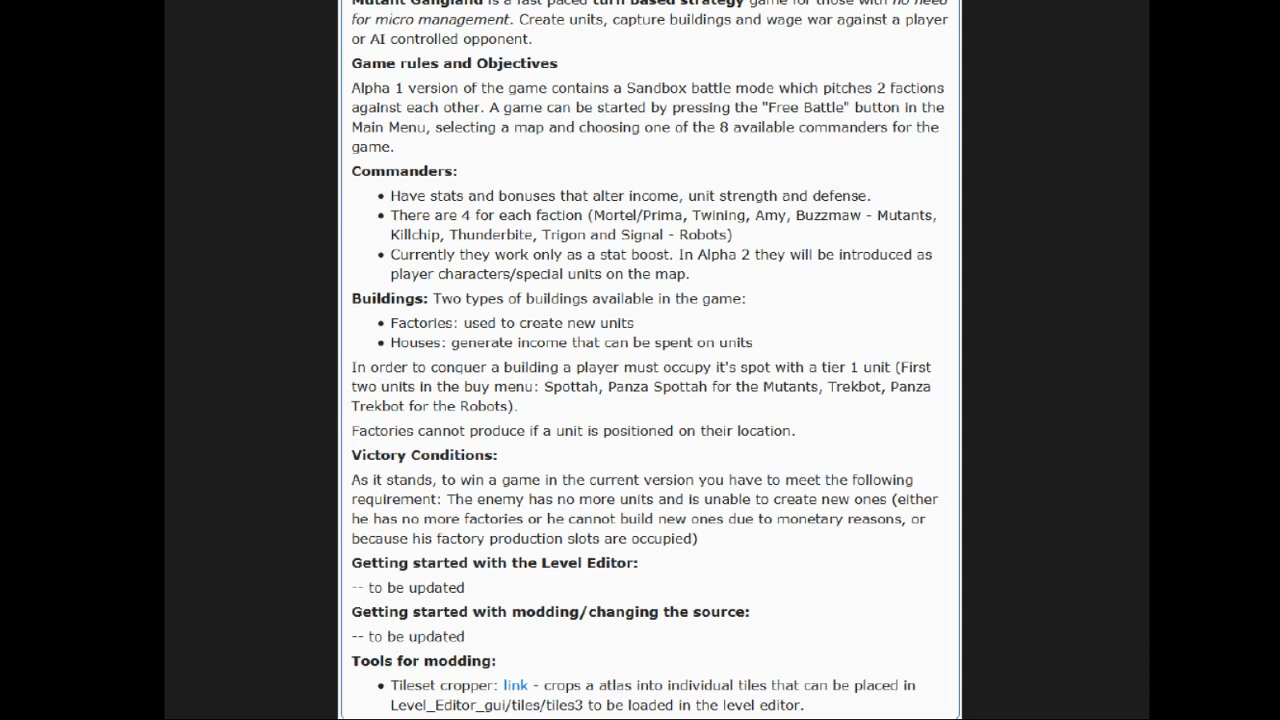 Mutant Gangland is a fast paced turn based strategy game for those with no need
for micro management. Create units, capture buildings and wage war against a player
or AI controlled opponent.
Game rules and Objectives
Alpha 1 version of the game contains a Sandbox battle mode which pitches 2 factions
against each other. A game can be started by pressing the "Free Battle" button in the
Main Menu, selecting a map and choosing one of the 8 available commanders for the
game.
Commanders:
• Have stats and bonuses that alter income, unit strength and defense.
• There are 4 for each faction (Mortel/Prima, Twining, Amy, Buzzmaw - Mutants,
Killchip, Thunderbite, Trigon and Signal - Robots)
• Currently they work only as a stat boost. In Alpha 2 they will be introduced as
player characters/special units on the map.
Buildings: Two types of buildings available in the game:
• Factories: used to create new units
• Houses: generate income that can be spent on units
In order to conquer a building a player must occupy it's spot with a tier 1 unit (First
two units in the buy menu: Spottah, Panza Spottah for the Mutants, Trekbot, Panza
Trekbot for the Robots).
Factories cannot produce if a unit is positioned on their location.
Victory Conditions:
As it stands, to win a game in the current version you have to meet the following
requirement: The enemy has no more units and is unable to create new ones (either
he has no more factories or he cannot build new ones due to monetary reasons, or
because his factory production slots are occupied)
Getting started with the Level Editor:
-- to be updated
Getting started with modding/changing the source:
-- to be updated
Tools for modding:
• Tileset cropper: link - crops a atlas into individual tiles that can be placed in
Level_Editor_gui/tiles/tiles3 to be loaded in the level editor.